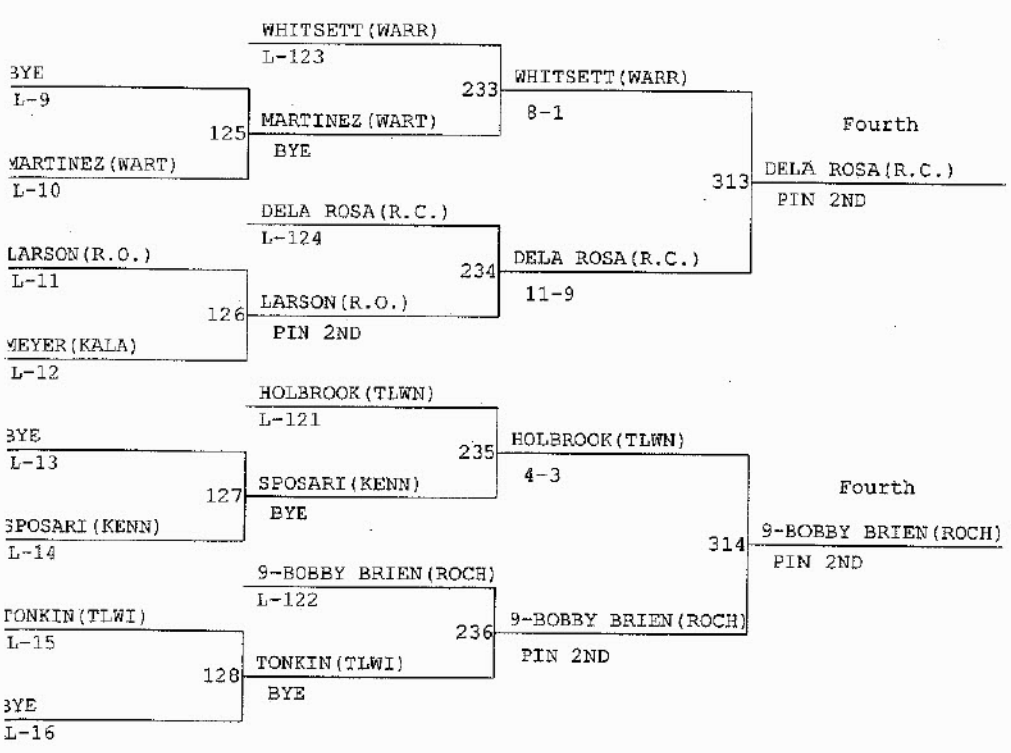 WHITSETT(WARR)
L-123
BYE
L-9
233
WHITSETT(WARR)
8-1
125
MARTINEZ(WART)
BYE
Fourth
MARTINEZ(WART)
L-10
313
DELA ROSA(R.C.)
PIN 2ND
DELA ROSA(R.C.)
L-124
LARSON(R.O.)
L-11
234
DELA ROSA(R.C.)
11-9
126
LARSON(R.O.)
PIN 2ND
MEYER(KALA)
L-12
HOLBROOK(TLWN)
L-121
BYE
L-13
235
HOLBROOK(TLWN)
4-3
127
SPOSARI(KENN)
BYE
Fourth
SPOSARI(KENN)
L-14
314
9-BOBBY BRIEN(ROCH)
PIN 2ND
9-BOBBY BRIEN(ROCH)
L-122
TONKIN(TLWI)
L-15
236
9-BOBBY BRIEN(ROCH)
PIN 2ND
128
TONKIN(TLWI)
BYE
BYE
L-16